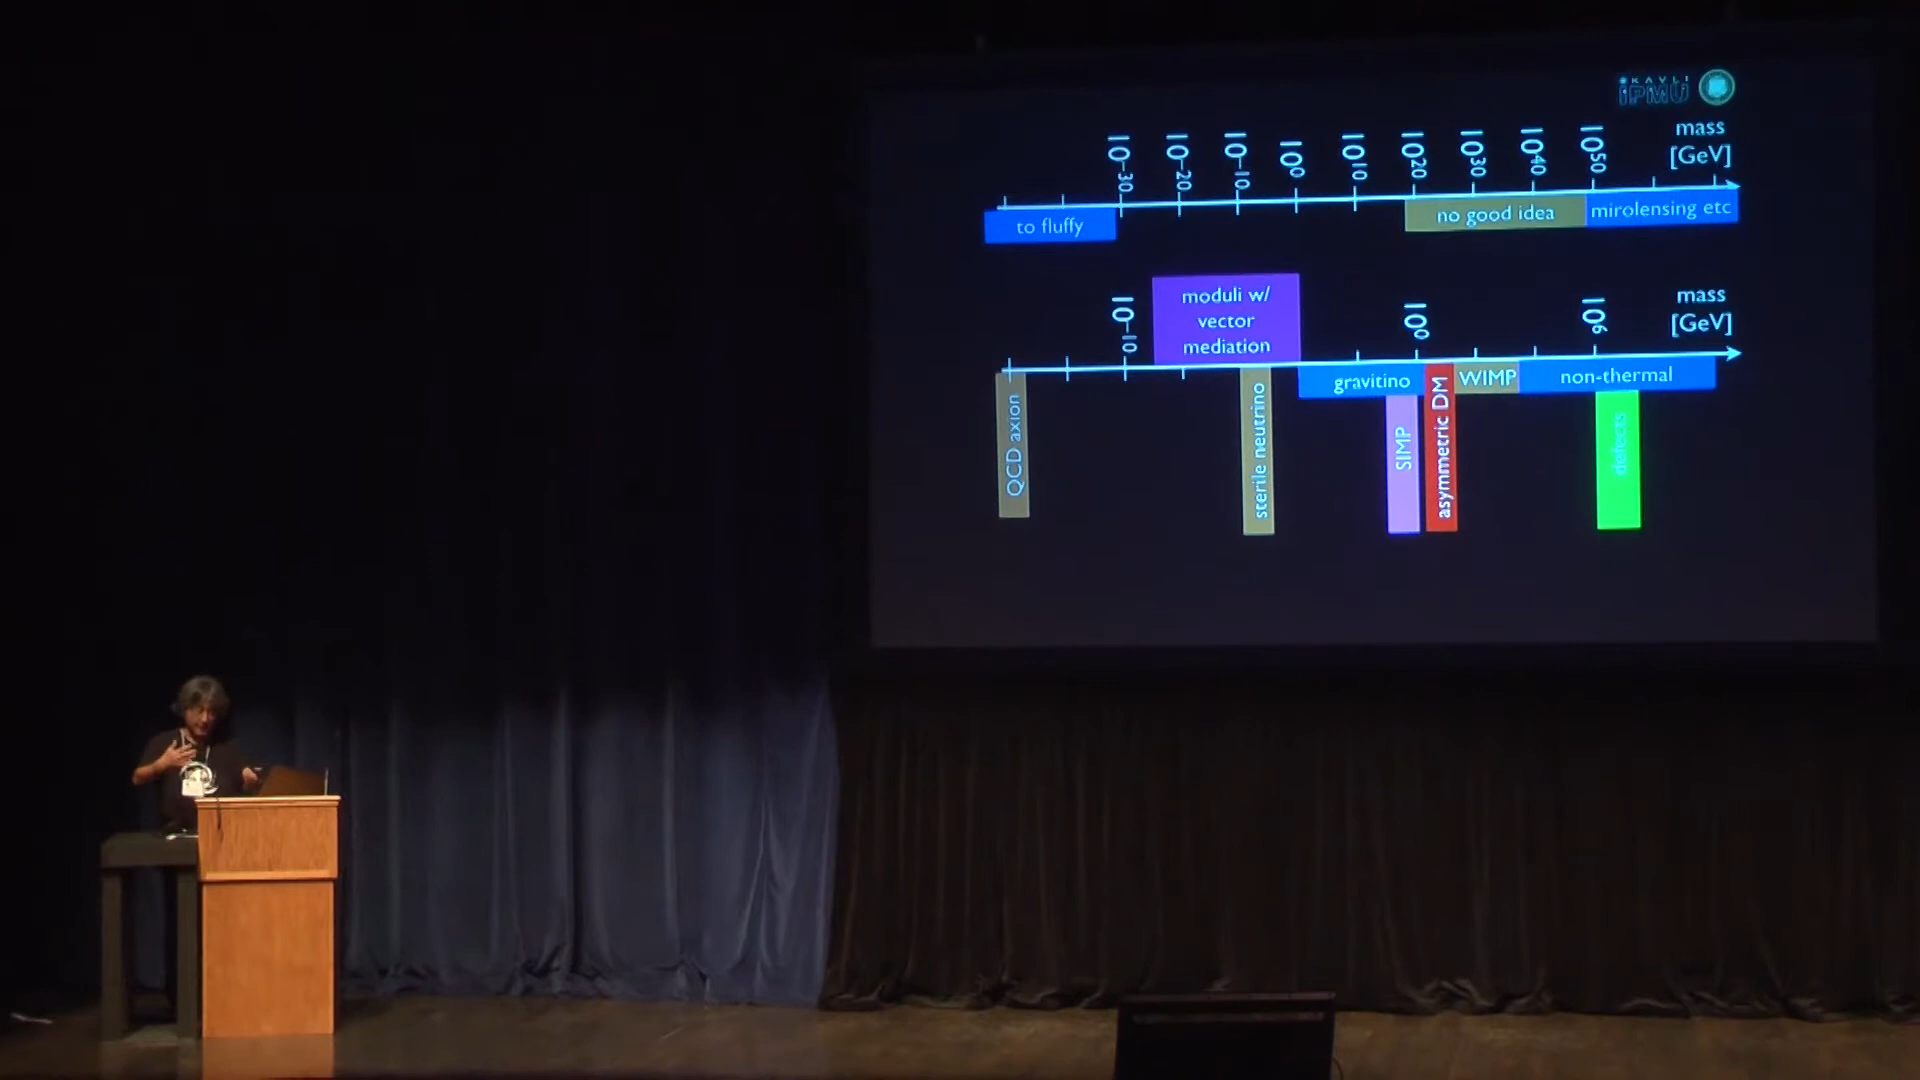 KAVLI
IPMU
mass
[GeV]
10⁻³⁰
10⁻²⁰
10⁻¹⁰
10⁰
10¹⁰
10²⁰
10³⁰
10⁴⁰
10⁵⁰
to fluffy
no good idea
mirolensing etc
mass
[GeV]
10⁻¹⁰
moduli w/
vector
mediation
10⁰
10⁶
gravitino
WIMP
non-thermal
QCD axion
sterile neutrino
SIMP
asymmetric DM
defects